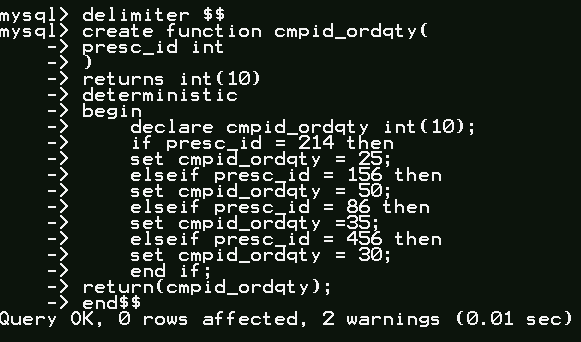 mysql> delimiter $$
mysql> create function cmpid_ordqty(
    -> presc_id int
    -> )
    -> returns int(10)
    -> deterministic
    -> begin
    ->     declare cmpid_ordqty int(10);
    ->     if presc_id = 214 then
    ->     set cmpid_ordqty = 25;
    ->     elseif presc_id = 156 then
    ->     set cmpid_ordqty = 50;
    ->     elseif presc_id = 86 then
    ->     set cmpid_ordqty =35;
    ->     elseif presc_id = 456 then
    ->     set cmpid_ordqty = 30;
    ->     end if;
    -> return(cmpid_ordqty);
    -> end$$
Query OK, 0 rows affected, 2 warnings (0.01 sec)